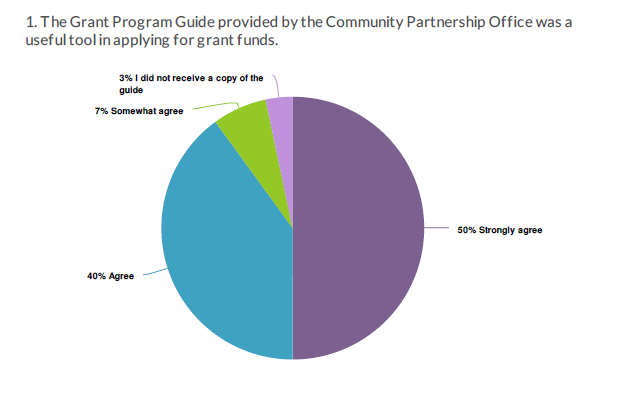 1. The Grant Program Guide provided by the Community Partnership Office was a
useful tool in applying for grant funds.
3% I did not receive a copy of the
guide
7% Somewhat agree
50% Strongly agree
40% Agree